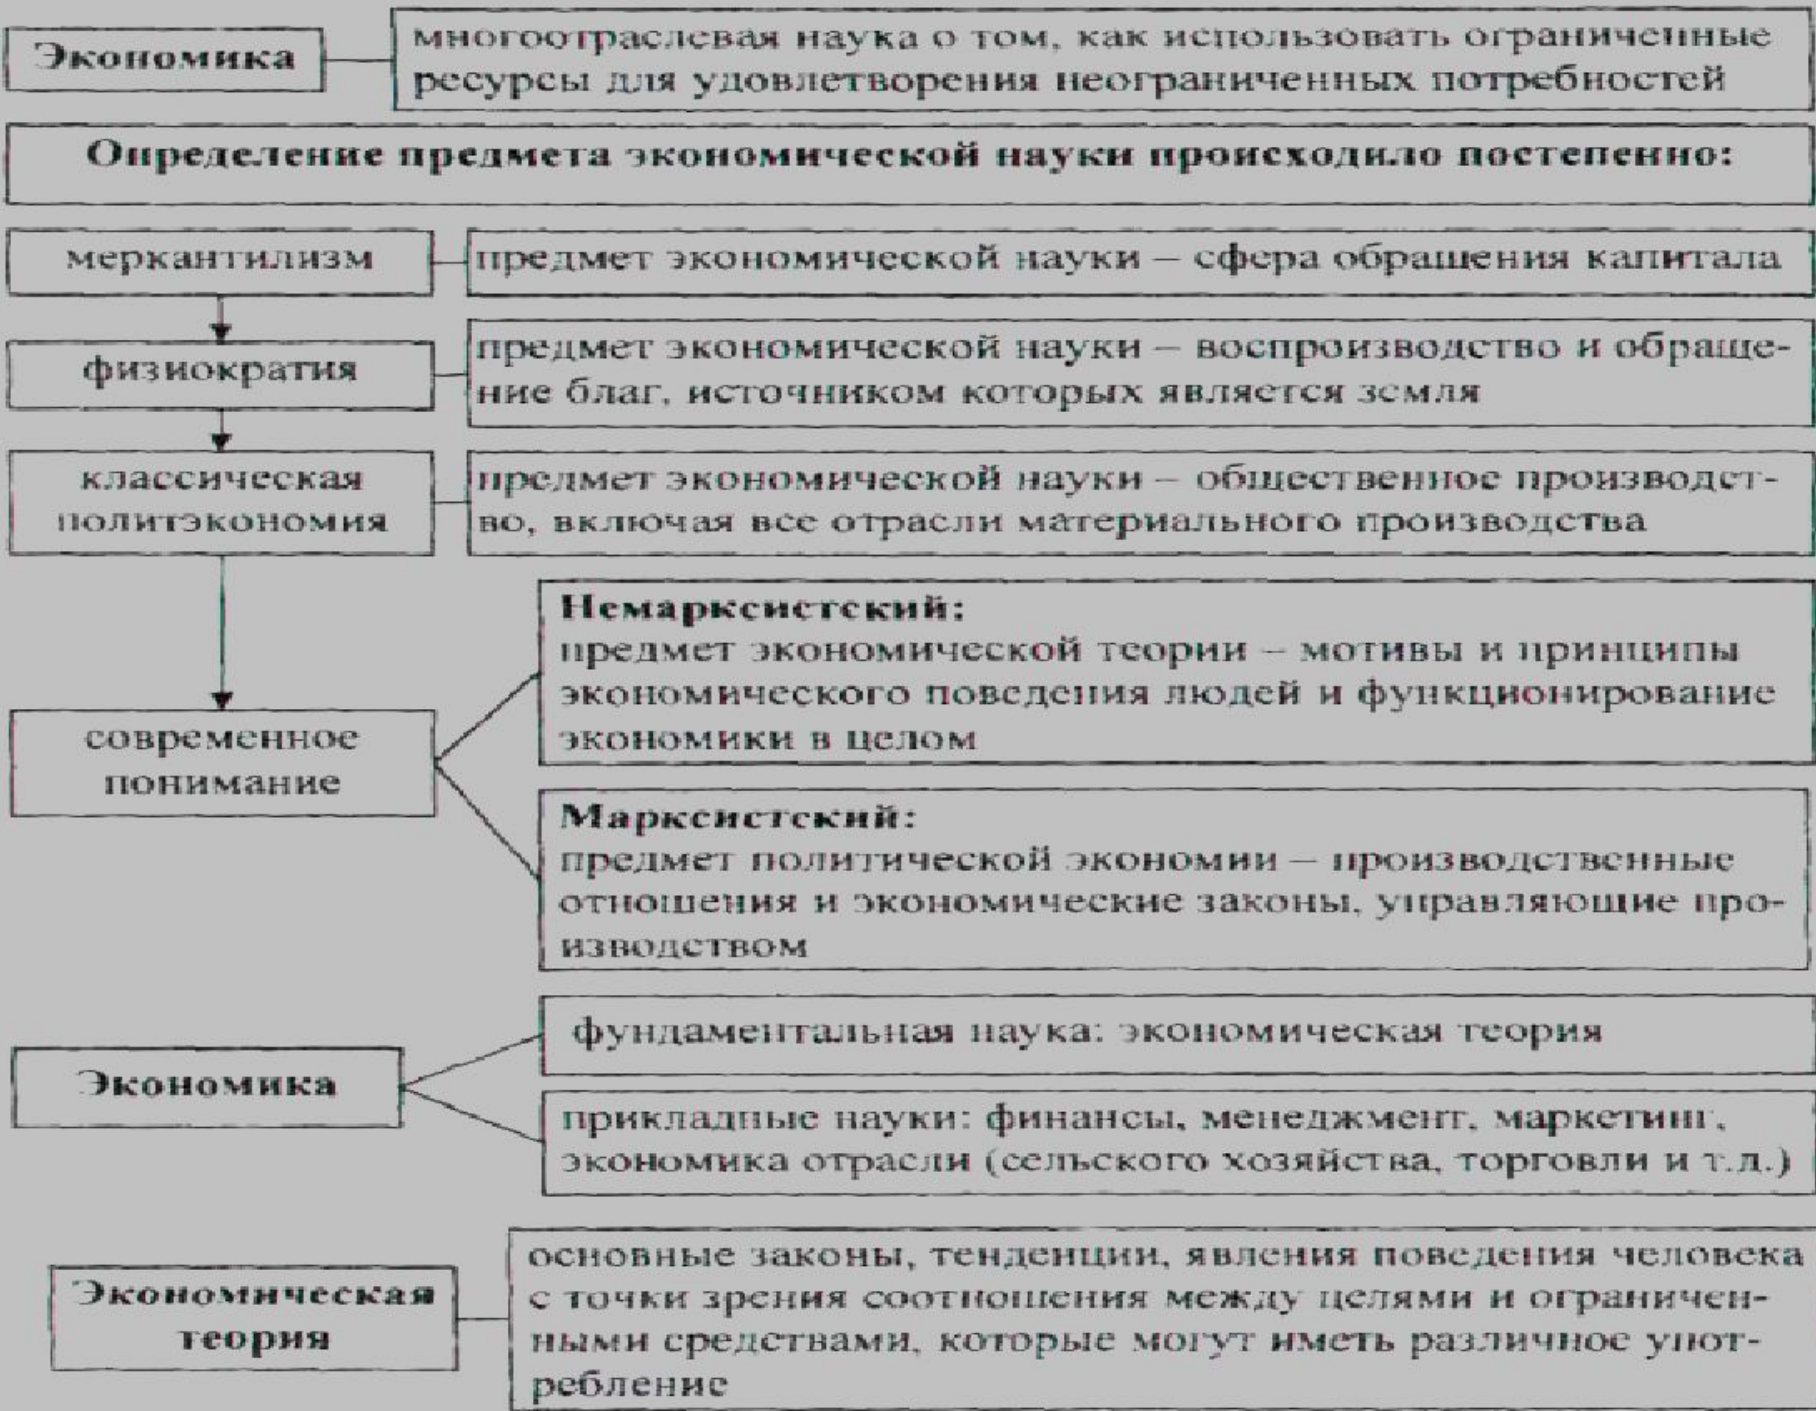 Экономика
многоотраслевая наука о том, как использовать ограниченные
ресурсы для удовлетворения неограниченных потребностей
Определение предмета экономической науки происходило постепенно:
меркантилизм
предмет экономической науки – сфера обращения капитала
физиократия
предмет экономической науки – воспроизводство и обраще-
ние благ, источником которых является земля
классическая
политэкономия
предмет экономической науки – общественное производст-
во, включая все отрасли материального производства
современное
понимание
Немарксистский:
предмет экономической теории – мотивы и принципы
экономического поведения людей и функционирование
экономики в целом
Марксистский:
предмет политической экономии – производственные
отношения и экономические законы, управляющие про-
изводством
Экономика
фундаментальная наука: экономическая теория
прикладные науки: финансы, менеджмент, маркетинг,
экономика отрасли (сельского хозяйства, торговли и т.д.)
Экономическая
теория
основные законы, тенденции, явления поведения человека
с точки зрения соотношения между целями и ограничен-
ными средствами, которые могут иметь различное упот-
ребление